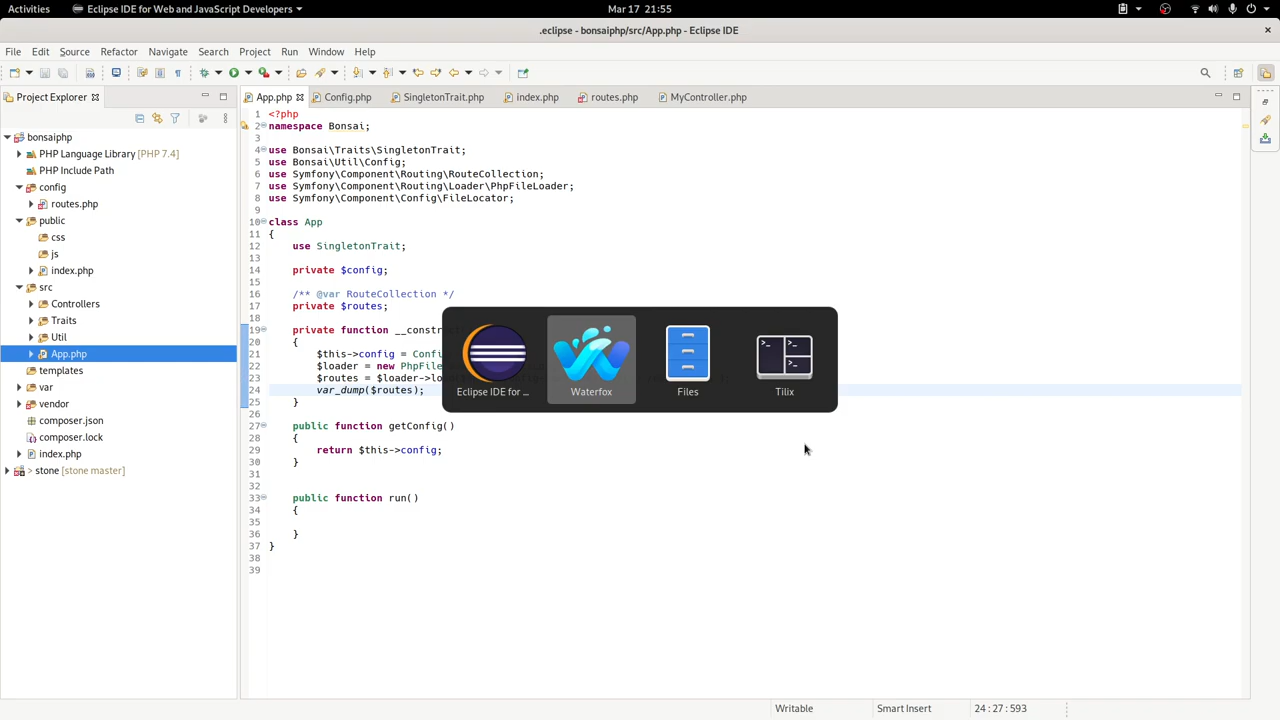 Activities
Eclipse IDE for Web and JavaScript Developers
Mar 17 21:55
.eclipse - bonsaiphp/src/App.php - Eclipse IDE
File Edit Source Refactor Navigate Search Project Run Window Help
Project Explorer
App.php Config.php SingletonTrait.php index.php routes.php MyController.php
bonsaiphp
PHP Language Library [PHP 7.4]
PHP Include Path
config
routes.php
public
css
js
index.php
src
Controllers
Traits
Util
App.php
templates
var
vendor
composer.json
composer.lock
index.php
> stone [stone master]
1 <?php
2 namespace Bonsai;
3
4 use Bonsai\Traits\SingletonTrait;
5 use Bonsai\Util\Config;
6 use Symfony\Component\Routing\RouteCollection;
7 use Symfony\Component\Routing\Loader\PhpFileLoader;
8 use Symfony\Component\Config\FileLocator;
9
10 class App
11 {
12 use SingletonTrait;
13
14 private $config;
15
16 /** @var RouteCollection */
17 private $routes;
18
19 private function __construct
20 {
21 $this->config = Confi
22 $loader = new PhpFile
23 $routes = $loader->lo
24 var_dump($routes);
25 }
26
27 public function getConfig()
28 {
29 return $this->config;
30 }
31
32
33 public function run()
34 {
35
36 }
37 }
38
39
Eclipse IDE for ...
Waterfox
Files
Tilix
Writable
Smart Insert
24 : 27 : 593